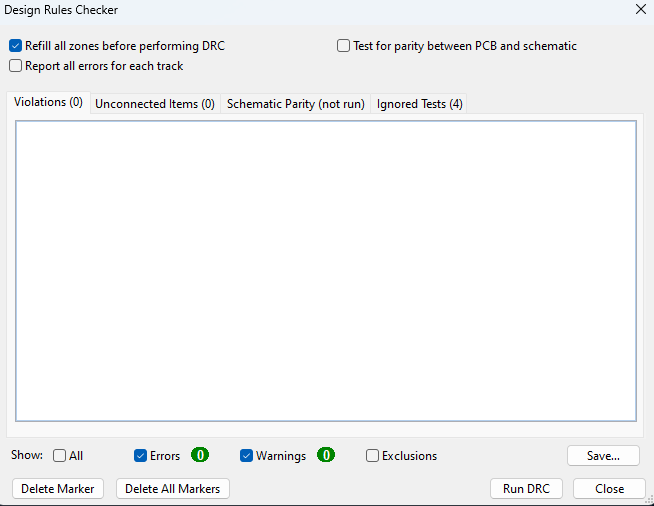 Design Rules Checker
Refill all zones before performing DRC
Test for parity between PCB and schematic
Report all errors for each track
Violations (0) Unconnected Items (0) Schematic Parity (not run) Ignored Tests (4)
Show: All Errors 0 Warnings 0 Exclusions Save...
Delete Marker Delete All Markers Run DRC Close